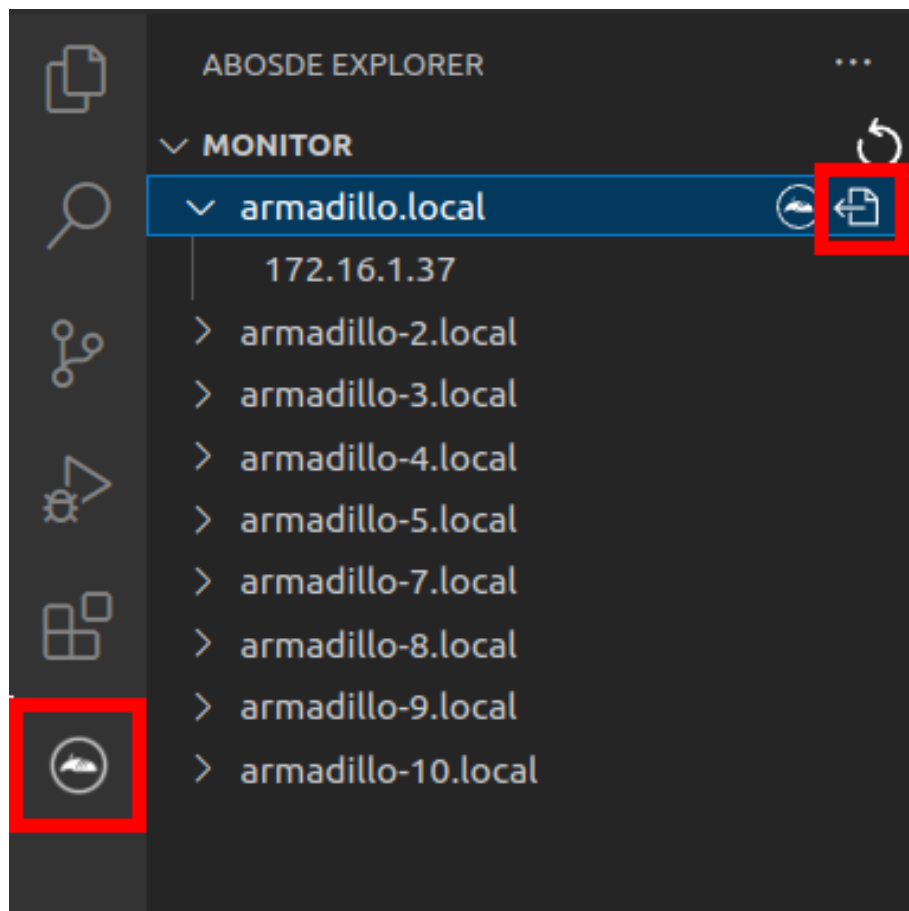 ABOSDE EXPLORER
MONITOR
armadillo.local
172.16.1.37
armadillo-2.local
armadillo-3.local
armadillo-4.local
armadillo-5.local
armadillo-7.local
armadillo-8.local
armadillo-9.local
armadillo-10.local